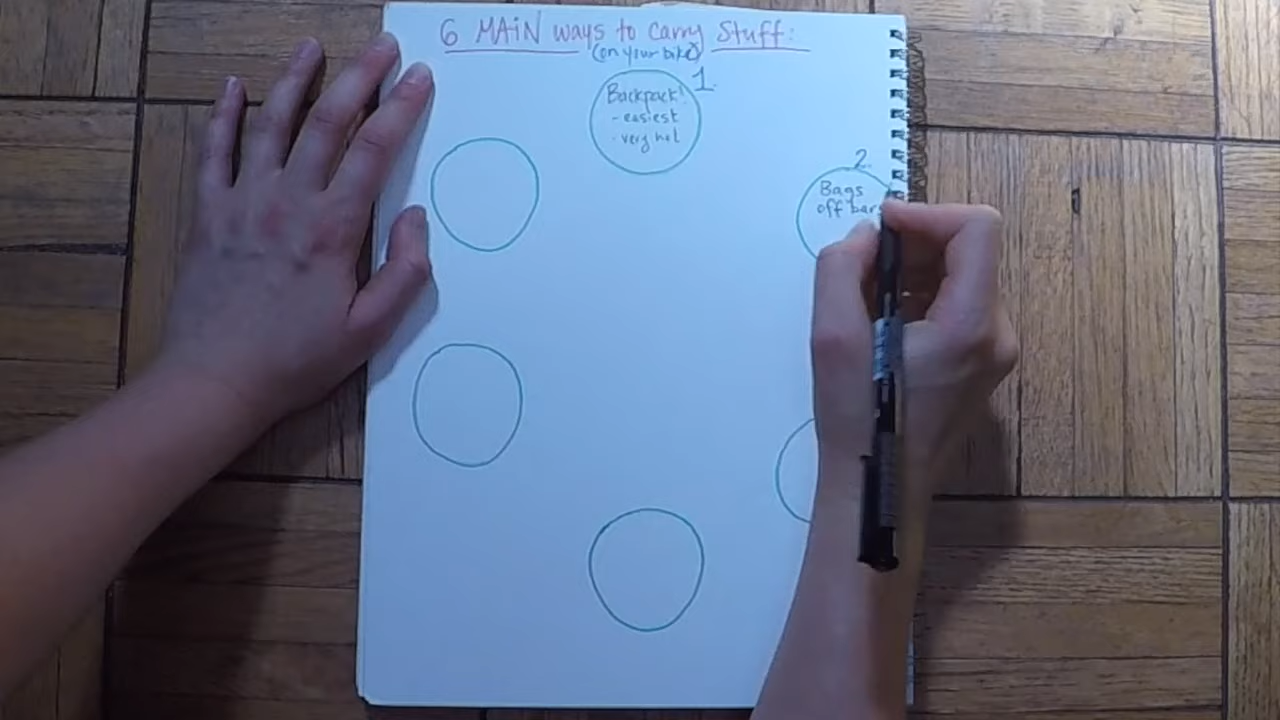 6 MAiN ways to carry Stuff:
(on your bike)
1.
Backpack!
- easiest
- very hot
2.
Bags
off bars